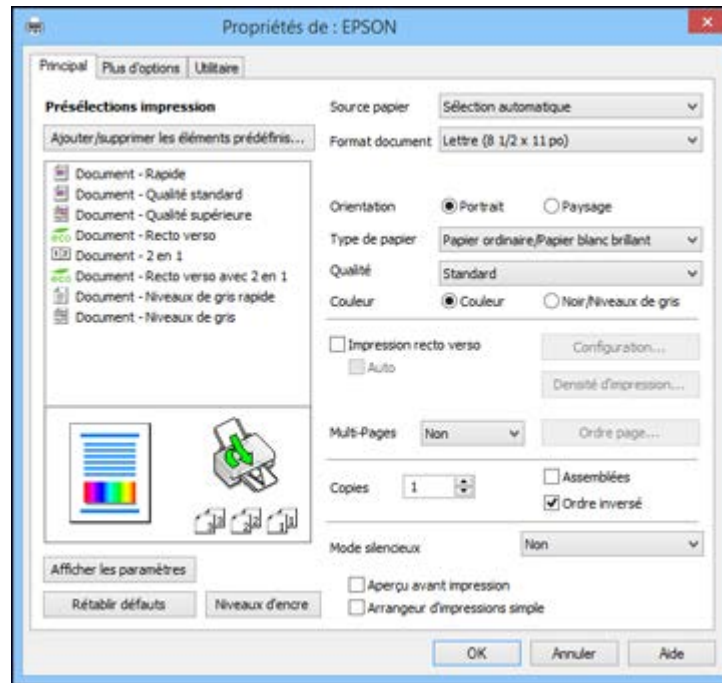 Propriétés de : EPSON
Principal Plus d'options Utilitaire
Présélections impression
Ajouter/supprimer les éléments prédéfinis...
Document - Rapide
Document - Qualité standard
Document - Qualité supérieure
eco Document - Recto verso
Document - 2 en 1
eco Document - Recto verso avec 2 en 1
Document - Niveaux de gris rapide
Document - Niveaux de gris
Afficher les paramètres
Rétablir défauts Niveaux d'encre
Source papier Sélection automatique
Format document Lettre (8 1/2 x 11 po)
Orientation Portrait Paysage
Type de papier Papier ordinaire/Papier blanc brillant
Qualité Standard
Couleur Couleur Noir/Niveaux de gris
Impression recto verso Configuration...
Auto
Densité d'impression...
Multi-Pages Non Ordre page...
Copies 1 Assemblées
Ordre inversé
Mode silencieux Non
Aperçu avant impression
Arrangeur d'impressions simple
OK Annuler Aide